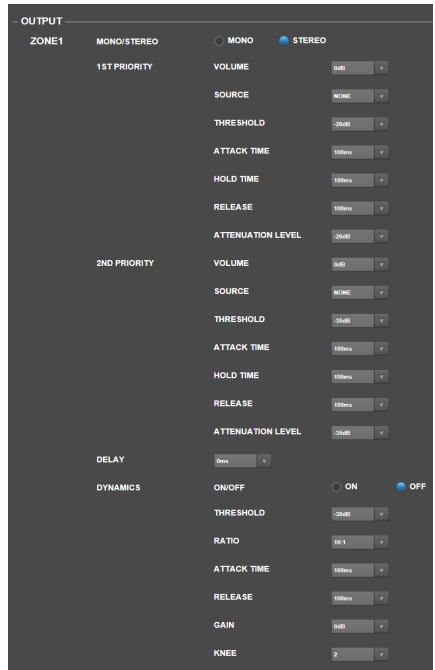 OUTPUT
ZONE1 MONO/STEREO MONO STEREO
1ST PRIORITY VOLUME 0dB
SOURCE NONE
THRESHOLD -20dB
ATTACK TIME 100ms
HOLD TIME 100ms
RELEASE 100ms
ATTENUATION LEVEL -20dB
2ND PRIORITY VOLUME 0dB
SOURCE NONE
THRESHOLD -35dB
ATTACK TIME 100ms
HOLD TIME 100ms
RELEASE 100ms
ATTENUATION LEVEL -35dB
DELAY 0ms
DYNAMICS ON/OFF ON OFF
THRESHOLD -30dB
RATIO 10:1
ATTACK TIME 100ms
RELEASE 100ms
GAIN 0dB
KNEE 2